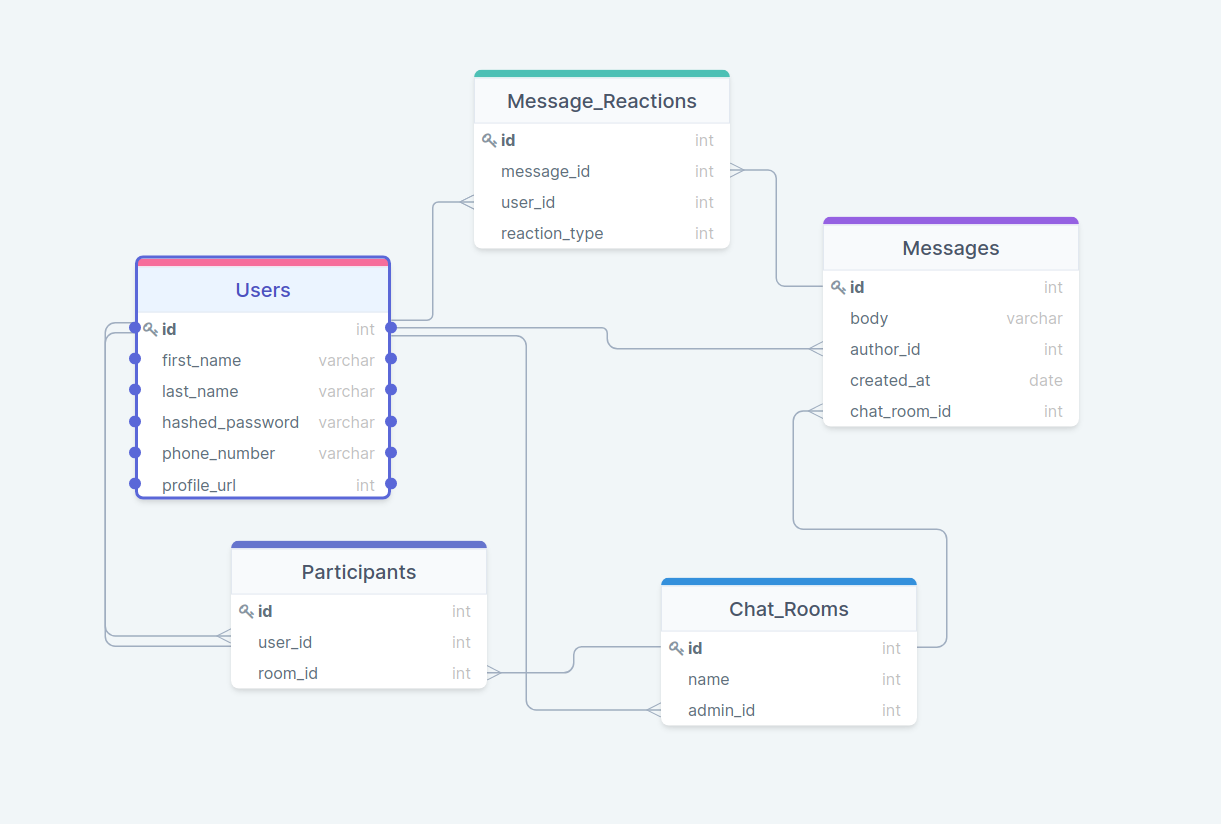 Message_Reactions
id int
message_id int
user_id int
reaction_type int
Messages
id int
body varchar
author_id int
created_at date
chat_room_id int
Users
id int
first_name varchar
last_name varchar
hashed_password varchar
phone_number varchar
profile_url int
Participants
id int
user_id int
room_id int
Chat_Rooms
id int
name int
admin_id int